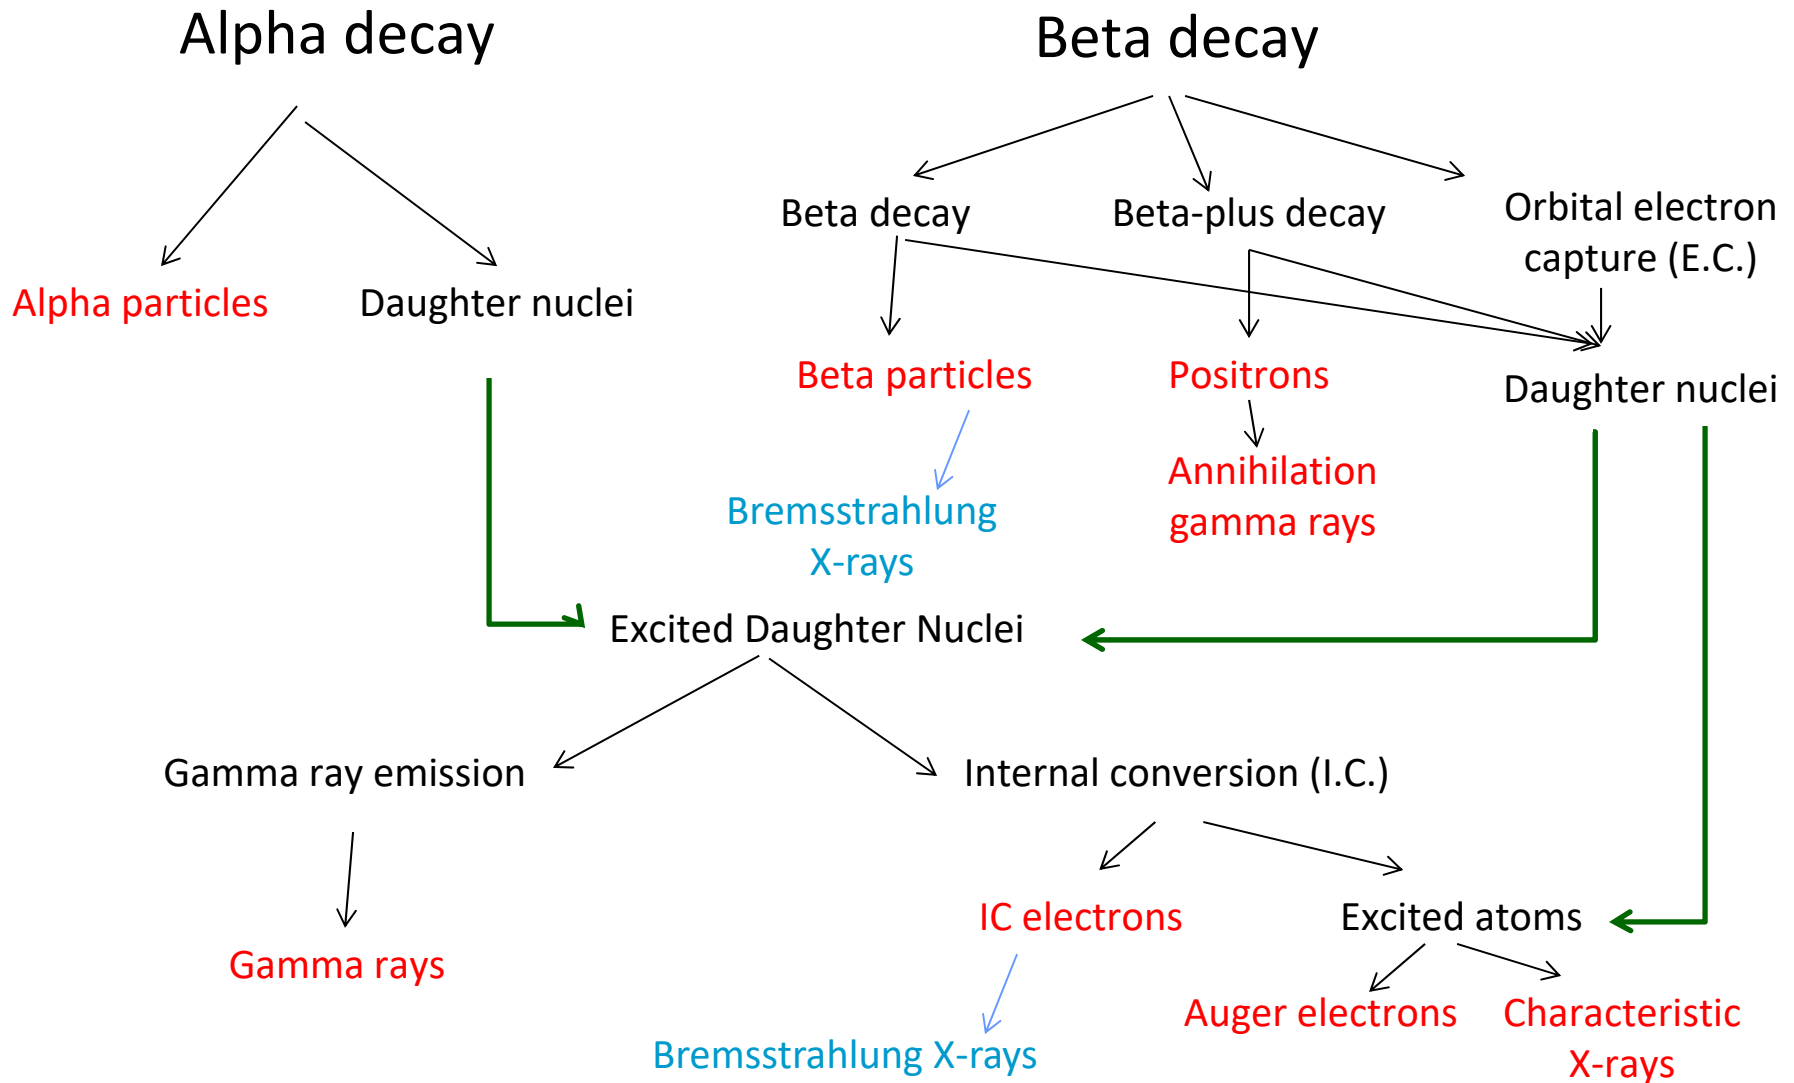 Alpha decay
Beta decay
Beta decay
Beta-plus decay
Orbital electron
capture (E.C.)
Alpha particles
Daughter nuclei
Beta particles
Positrons
Daughter nuclei
Annihilation
gamma rays
Bremsstrahlung
X-rays
Excited Daughter Nuclei
Gamma ray emission
Internal conversion (I.C.)
IC electrons
Excited atoms
Gamma rays
Auger electrons
Characteristic
X-rays
Bremsstrahlung X-rays